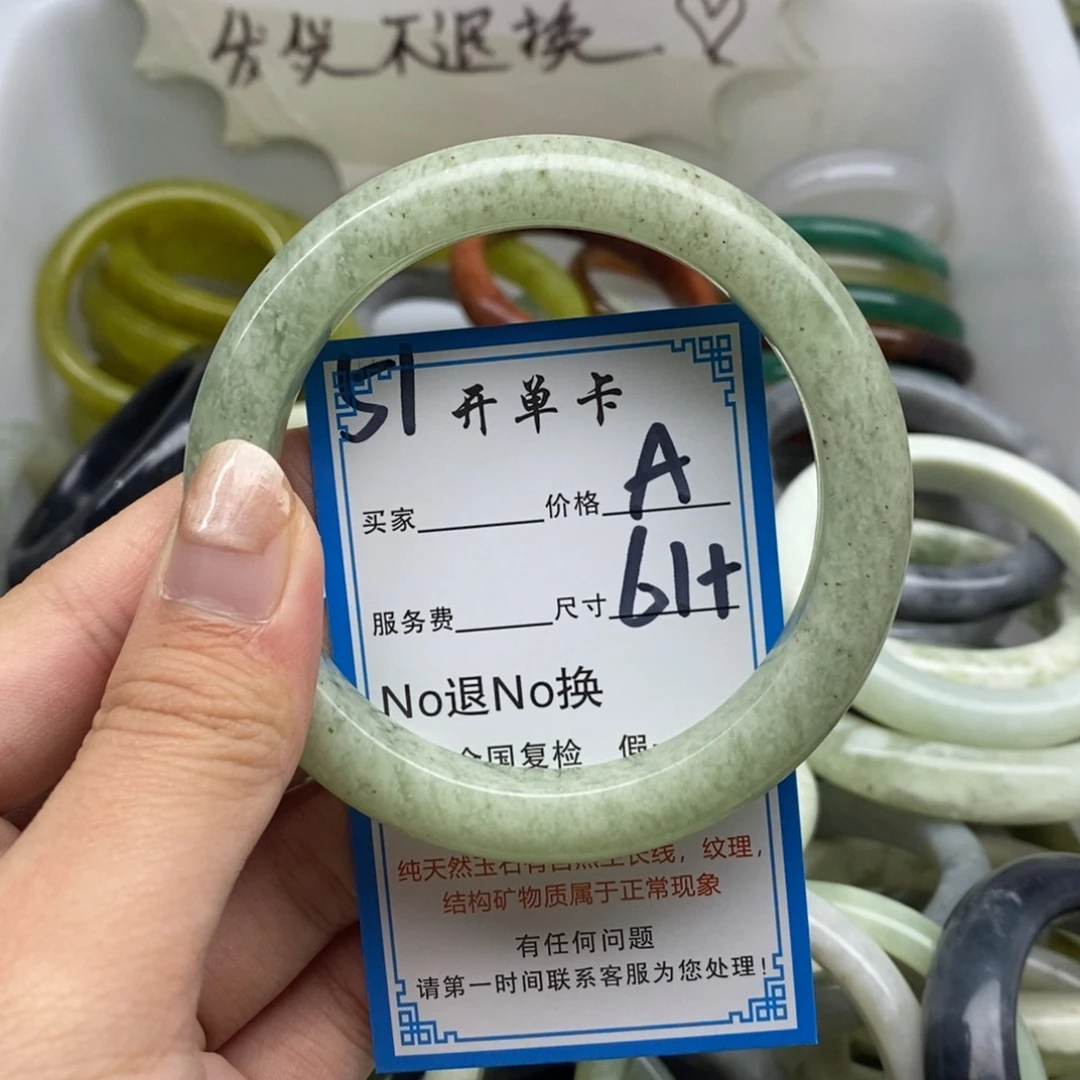 发货不退换
51 开单卡
买家 价格 A
服务费 尺寸 61+
No退No换
全国复检 假
纯天然玉石有自然生长线，纹理，
结构矿物质属于正常现象
有任何问题
请第一时间联系客服为您处理！